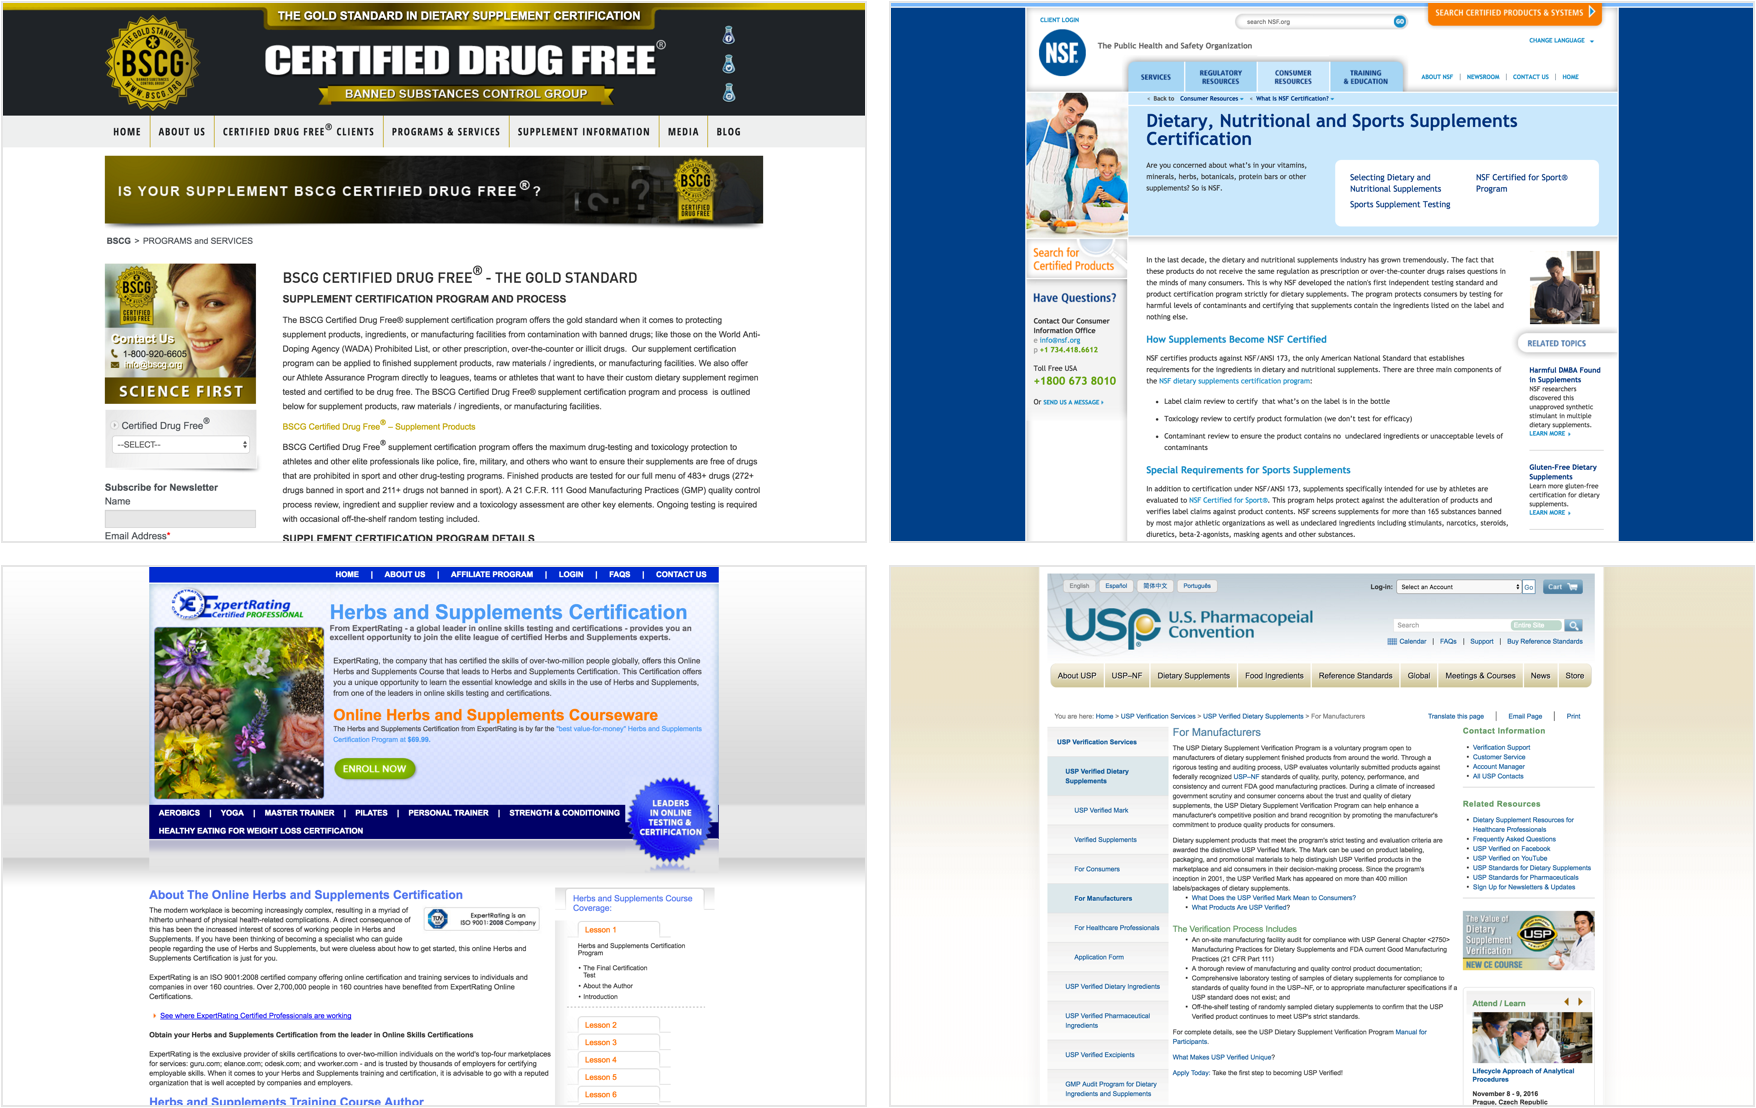 THE GOLD STANDARD IN DIETARY SUPPLEMENT CERTIFICATION
BSCG
CERTIFIED DRUG FREE®
BANNED SUBSTANCES CONTROL GROUP
HOME
ABOUT US
CERTIFIED DRUG FREE® CLIENTS
PROGRAMS & SERVICES
SUPPLEMENT INFORMATION
MEDIA
BLOG
IS YOUR SUPPLEMENT BSCG CERTIFIED DRUG FREE®?
BSCG
CERTIFIED DRUG FREE
BSCG > PROGRAMS and SERVICES
BSCG
CERTIFIED DRUG FREE
Contact Us
1-800-920-6605
info@bscg.org
SCIENCE FIRST
Certified Drug Free®
--SELECT--
Subscribe for Newsletter
Name
Email Address*
BSCG CERTIFIED DRUG FREE® - THE GOLD STANDARD
SUPPLEMENT CERTIFICATION PROGRAM AND PROCESS
The BSCG Certified Drug Free® supplement certification program offers the gold standard when it comes to protecting
supplement products, ingredients, or manufacturing facilities from contamination with banned drugs; like those on the World Anti-
Doping Agency (WADA) Prohibited List, or other prescription, over-the-counter or illicit drugs. Our supplement certification
program can be applied to finished supplement products, raw materials / ingredients, or manufacturing facilities. We also offer
our Athlete Assurance Program directly to leagues, teams or athletes that want to have their custom dietary supplement regimen
tested and certified to be drug free. The BSCG Certified Drug Free® supplement certification program and process is outlined
below for supplement products, raw materials / ingredients, or manufacturing facilities.
BSCG Certified Drug Free® – Supplement Products
BSCG Certified Drug Free® supplement certification program offers the maximum drug-testing and toxicology protection to
athletes and other elite professionals like police, fire, military, and others who want to ensure their supplements are free of drugs
that are prohibited in sport and other drug-testing programs. Finished products are tested for our full menu of 483+ drugs (272+
drugs banned in sport and 211+ drugs not banned in sport). A 21 C.F.R. 111 Good Manufacturing Practices (GMP) quality control
process review, ingredient and supplier review and a toxicology assessment are other key elements. Ongoing testing is required
with occasional off-the-shelf random testing included.
SUPPLEMENT CERTIFICATION PROGRAM DETAILS
CLIENT LOGIN
search NSF.org
GO
SEARCH CERTIFIED PRODUCTS & SYSTEMS
NSF
The Public Health and Safety Organization
CHANGE LANGUAGE
SERVICES
REGULATORY RESOURCES
CONSUMER RESOURCES
TRAINING & EDUCATION
ABOUT NSF | NEWSROOM | CONTACT US | HOME
Back to Consumer Resources What is NSF Certification?
Dietary, Nutritional and Sports Supplements
Certification
Are you concerned about what's in your vitamins,
minerals, herbs, botanicals, protein bars or other
supplements? So is NSF.
Selecting Dietary and
Nutritional Supplements
Sports Supplement Testing
NSF Certified for Sport®
Program
Search for
Certified Products
Have Questions?
Contact Our Consumer
Information Office
e info@nsf.org
p +1 734.418.6612
Toll Free USA
+1800 673 8010
Or SEND US A MESSAGE
In the last decade, the dietary and nutritional supplements industry has grown tremendously. The fact that
these products do not receive the same regulation as prescription or over-the-counter drugs raises questions in
the minds of many consumers. This is why NSF developed the nation's first independent testing standard and
product certification program strictly for dietary supplements. The program protects consumers by testing for
harmful levels of contaminants and certifying that supplements contain the ingredients listed on the label and
nothing else.
How Supplements Become NSF Certified
NSF certifies products against NSF/ANSI 173, the only American National Standard that establishes
requirements for the ingredients in dietary and nutritional supplements. There are three main components of
the NSF dietary supplements certification program:
• Label claim review to certify that what's on the label is in the bottle
• Toxicology review to certify product formulation (we don't test for efficacy)
• Contaminant review to ensure the product contains no undeclared ingredients or unacceptable levels of
contaminants
Special Requirements for Sports Supplements
In addition to certification under NSF/ANSI 173, supplements specifically intended for use by athletes are
evaluated to NSF Certified for Sport®. This program helps protect against the adulteration of products and
verifies label claims against product contents. NSF screens supplements for more than 165 substances banned
by most major athletic organizations as well as undeclared ingredients including stimulants, narcotics, steroids,
diuretics, beta-2-agonists, masking agents and other substances.
RELATED TOPICS
Harmful DMBA Found
in Supplements
NSF researchers
discovered this
unapproved synthetic
stimulant in multiple
dietary supplements.
LEARN MORE
Gluten-Free Dietary
Supplements
Learn more gluten-free
certification for dietary
supplements.
LEARN MORE
HOME | ABOUT US | AFFILIATE PROGRAM | LOGIN | FAQS | CONTACT US
ExpertRating
Certified PROFESSIONAL
Herbs and Supplements Certification
From ExpertRating - a global leader in online skills testing and certifications - provides you an
excellent opportunity to join the elite league of certified Herbs and Supplements experts.
ExpertRating, the company that has certified the skills of over-two-million people globally, offers this Online
Herbs and Supplements Course that leads to Herbs and Supplements Certification. This Certification offers
you a unique opportunity to learn the essential knowledge and skills in the use of Herbs and Supplements,
from one of the leaders in online skills testing and certifications.
Online Herbs and Supplements Courseware
The Herbs and Supplements Certification from ExpertRating is by far the "best value-for-money" Herbs and Supplements
Certification Program at $69.99.
ENROLL NOW
AEROBICS | YOGA | MASTER TRAINER | PILATES | PERSONAL TRAINER | STRENGTH & CONDITIONING
HEALTHY EATING FOR WEIGHT LOSS CERTIFICATION
LEADERS
IN ONLINE
TESTING &
CERTIFICATION
About The Online Herbs and Supplements Certification
The modern workplace is becoming increasingly complex, resulting in a myriad of
hitherto unheard of physical health-related complications. A direct consequence of
this has been the increased interest of scores of working people in Herbs and
Supplements. If you have been thinking of becoming a specialist who can guide
people regarding the use of Herbs and Supplements, but were clueless about how to get started, this online Herbs and
Supplements Certification is just for you.
TUV
ExpertRating is an
ISO 9001:2008 Company
ExpertRating is an ISO 9001:2008 certified company offering online certification and training services to individuals and
companies in over 160 countries. Over 2,700,000 people in 160 countries have benefited from ExpertRating Online
Certifications.
See where ExpertRating Certified Professionals are working
Obtain your Herbs and Supplements Certification from the leader in Online Skills Certifications
ExpertRating is the exclusive provider of skills certifications to over-two-million individuals on the world's top-four marketplaces
for services: guru.com; elance.com; odesk.com; and vworker.com - and is trusted by thousands of employers for certifying
employable skills. When it comes to your Herbs and Supplements training and certification, it is advisable to go with a reputed
organization that is well accepted by companies and employers.
Herbs and Supplements Training Course Author
Herbs and Supplements Course
Coverage:
Lesson 1
Herbs and Supplements Certification
Program
• The Final Certification
Test
• About the Author
• Introduction
Lesson 2
Lesson 3
Lesson 4
Lesson 5
Lesson 6
English
Español
简体中文
Português
Log-in:
Select an Account
Go
Cart
USP®
U.S. Pharmacopeial
Convention
Search
Entire Site
Calendar | FAQs | Support | Buy Reference Standards
About USP
USP–NF
Dietary Supplements
Food Ingredients
Reference Standards
Global
Meetings & Courses
News
Store
You are here: Home > USP Verification Services > USP Verified Dietary Supplements > For Manufacturers
Translate this page | Email Page | Print
USP Verification Services
USP Verified Dietary
Supplements
USP Verified Mark
Verified Supplements
For Consumers
For Manufacturers
For Healthcare Professionals
Application Form
USP Verified Dietary Ingredients
USP Verified Pharmaceutical
Ingredients
USP Verified Excipients
GMP Audit Program for Dietary
Ingredients and Supplements
For Manufacturers
The USP Dietary Supplement Verification Program is a voluntary program open to
manufacturers of dietary supplement finished products from around the world. Through a
rigorous testing and auditing process, USP evaluates voluntarily submitted products against
federally recognized USP–NF standards of quality, purity, potency, performance, and
consistency and current FDA good manufacturing practices. During a climate of increased
government scrutiny and consumer concerns about the trust and quality of dietary
supplements, the USP Dietary Supplement Verification Program can help enhance a
manufacturer's competitive position and brand recognition by promoting the manufacturer's
commitment to produce quality products for consumers.
Dietary supplement products that meet the program's strict testing and evaluation criteria are
awarded the distinctive USP Verified Mark. The Mark can be used on product labeling,
packaging, and promotional materials to help distinguish USP Verified products in the
marketplace and aid consumers in their decision-making process. Since the program's
inception in 2001, the USP Verified Mark has appeared on more than 400 million
labels/packages of dietary supplements.
• What Does the USP Verified Mark Mean to Consumers?
• What Products Are USP Verified?
The Verification Process Includes
• An on-site manufacturing facility audit for compliance with USP General Chapter <2750>
Manufacturing Practices for Dietary Supplements and FDA current Good Manufacturing
Practices (21 CFR Part 111)
• A thorough review of manufacturing and quality control product documentation;
• Comprehensive laboratory testing of samples of dietary supplements for compliance to
standards of quality found in the USP–NF, or to appropriate manufacturer specifications if a
USP standard does not exist; and
• Off-the-shelf testing of randomly sampled dietary supplements to confirm that the USP
Verified product continues to meet USP's strict standards.
For complete details, see the USP Dietary Supplement Verification Program Manual for
Participants.
What Makes USP Verified Unique?
Apply Today: Take the first step to becoming USP Verified!
Contact Information
• Verification Support
• Customer Service
• Account Manager
• All USP Contacts
Related Resources
• Dietary Supplement Resources for
Healthcare Professionals
• Frequently Asked Questions
• USP Verified on Facebook
• USP Verified on YouTube
• USP Standards for Dietary Supplements
• USP Standards for Pharmaceuticals
• Sign Up for Newsletters & Updates
The Value of
Dietary
Supplement
Verification
USP
NEW CE COURSE
Attend / Learn
Lifecycle Approach of Analytical
Procedures
November 8 - 9, 2016
Prague, Czech Republic